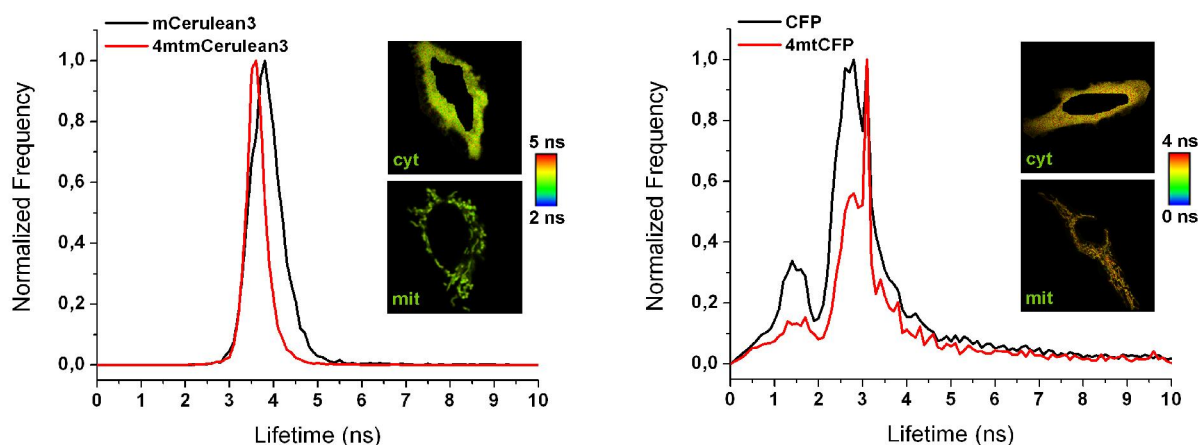 mCerulean3
4mtmCerulean3
1,0
0,8
0,6
0,4
0,2
0,0
Normalized Frequency
0 1 2 3 4 5 6 7 8 9 10
Lifetime (ns)
cyt
mit
5 ns
2 ns
CFP
4mtCFP
1,0
0,8
0,6
0,4
0,2
0,0
Normalized Frequency
0 1 2 3 4 5 6 7 8 9 10
Lifetime (ns)
cyt
mit
4 ns
0 ns